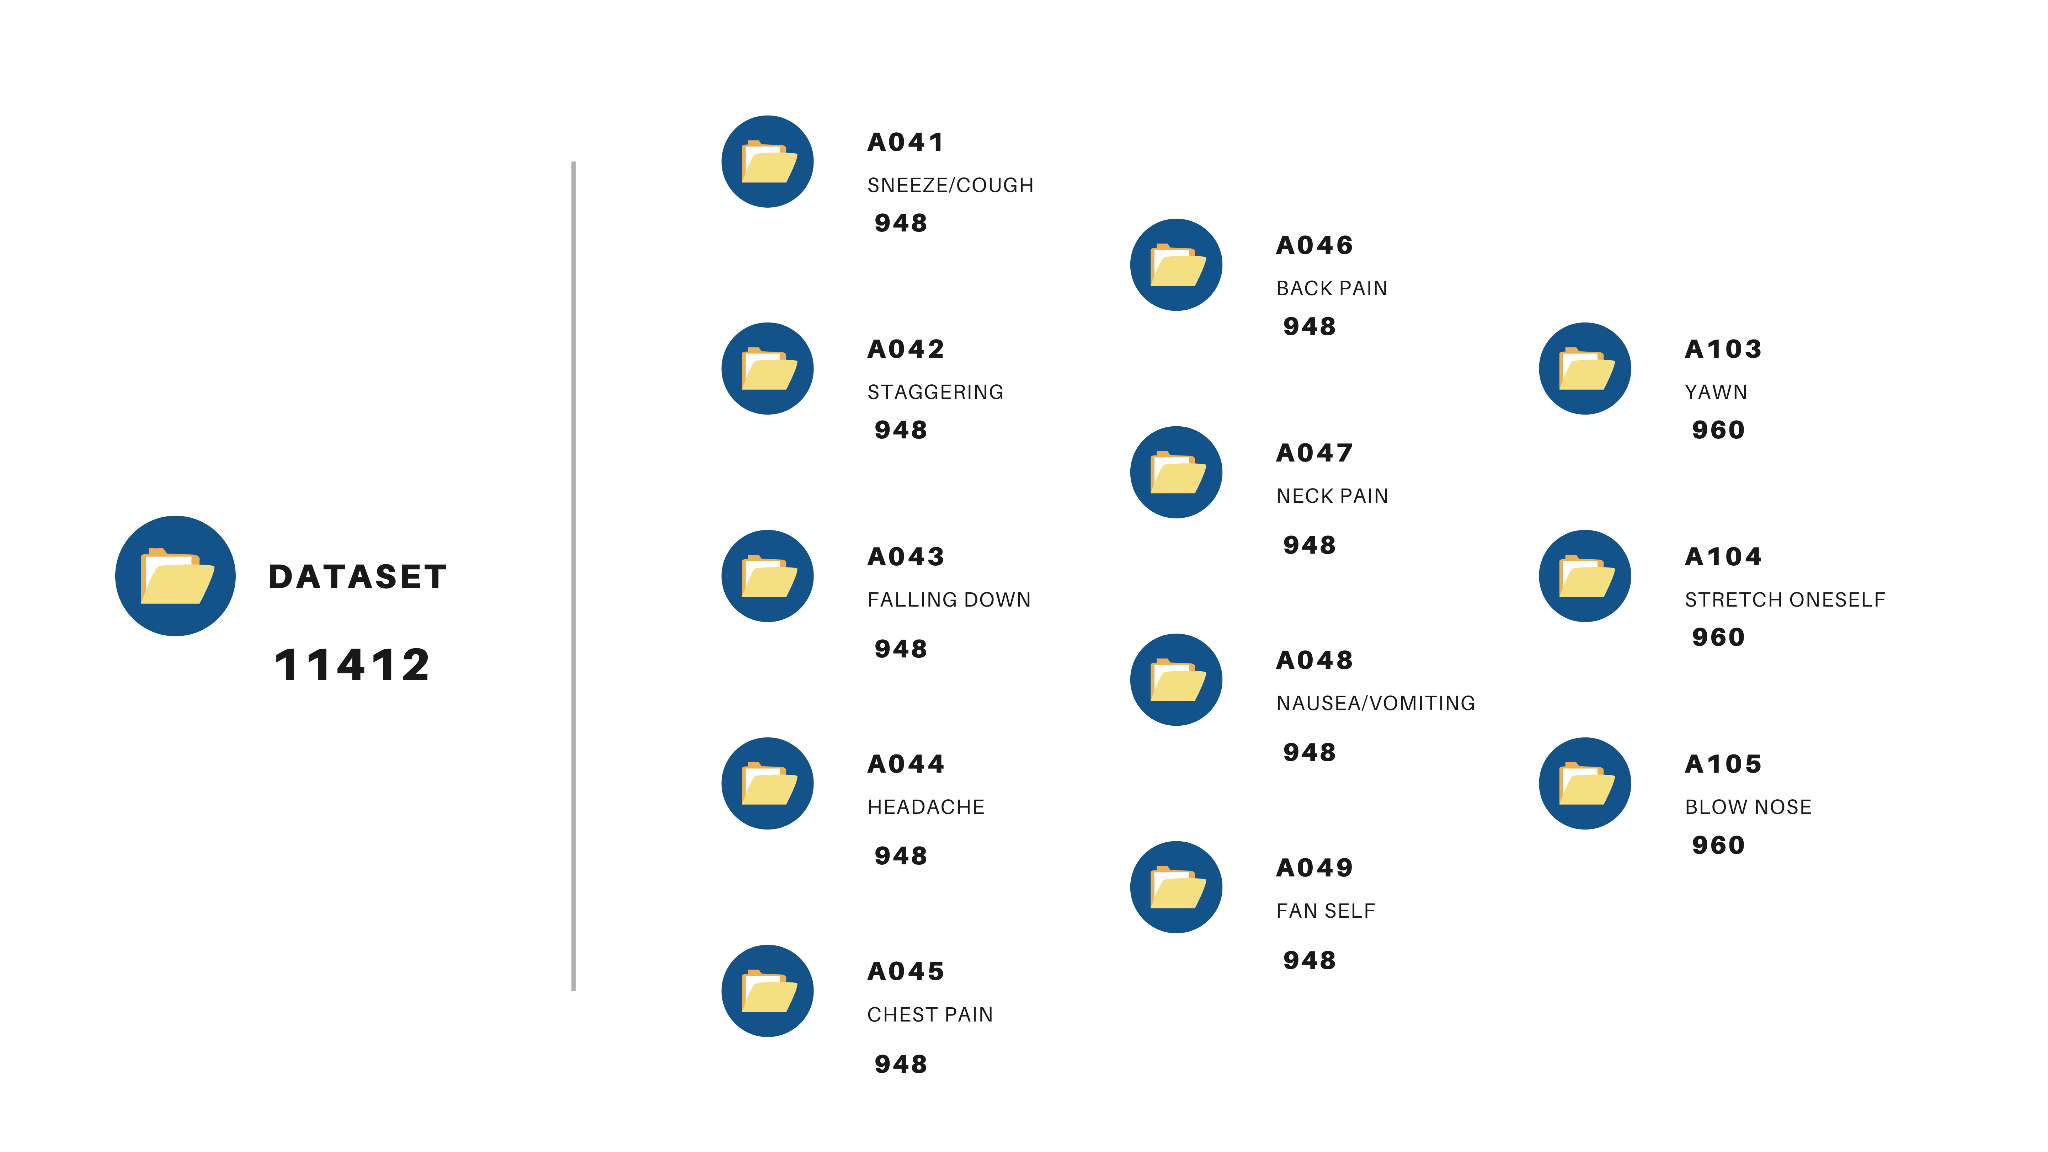 DATASET
11412
A041
SNEEZE/COUGH
948
A042
STAGGERING
948
A043
FALLING DOWN
948
A044
HEADACHE
948
A045
CHEST PAIN
948
A046
BACK PAIN
948
A047
NECK PAIN
948
A048
NAUSEA/VOMITING
948
A049
FAN SELF
948
A103
YAWN
960
A104
STRETCH ONESELF
960
A105
BLOW NOSE
960